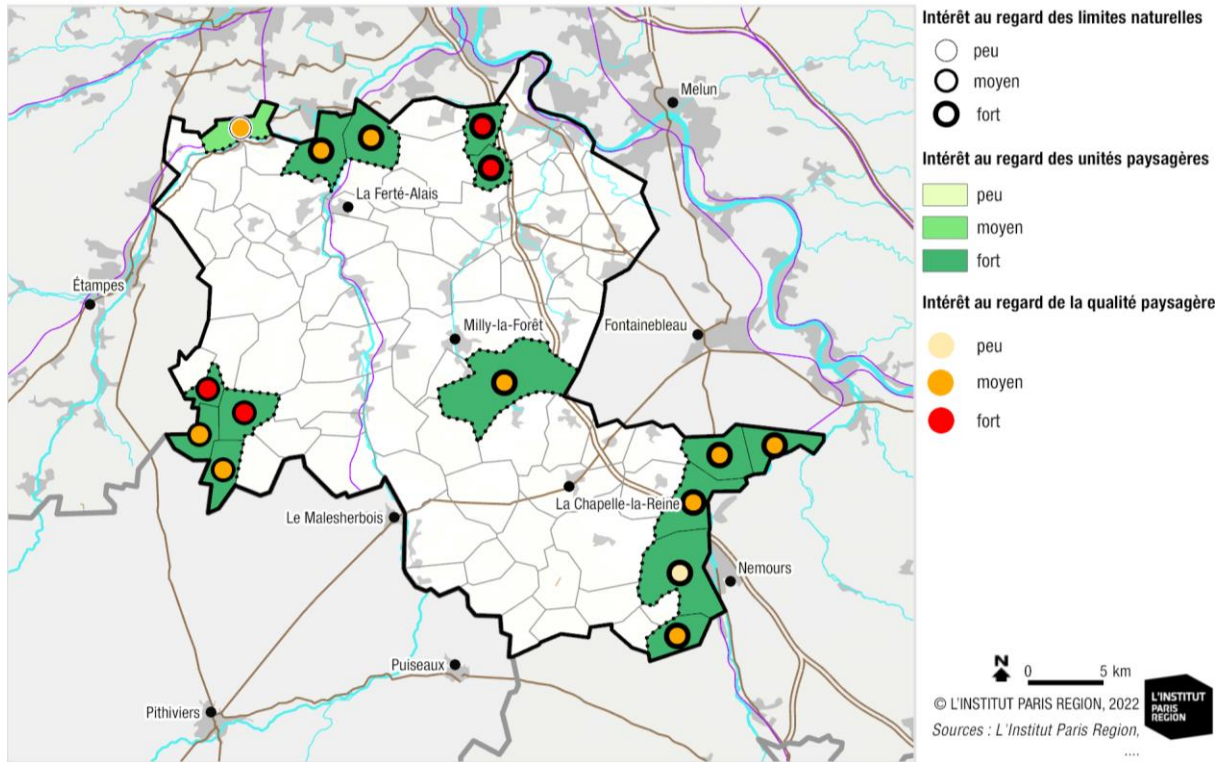 Melun
La Ferté-Alais
Étampes
Milly-la-Forêt
Fontainebleau
La Chapelle-la-Reine
Le Malesherbois
Nemours
Puiseaux
Pithiviers
Intérêt au regard des limites naturelles
peu
moyen
fort
Intérêt au regard des unités paysagères
peu
moyen
fort
Intérêt au regard de la qualité paysagère
peu
moyen
fort
N
0 5 km
© L'INSTITUT PARIS REGION, 2022
Sources : L'Institut Paris Region,
....
L'INSTITUT
PARIS
REGION